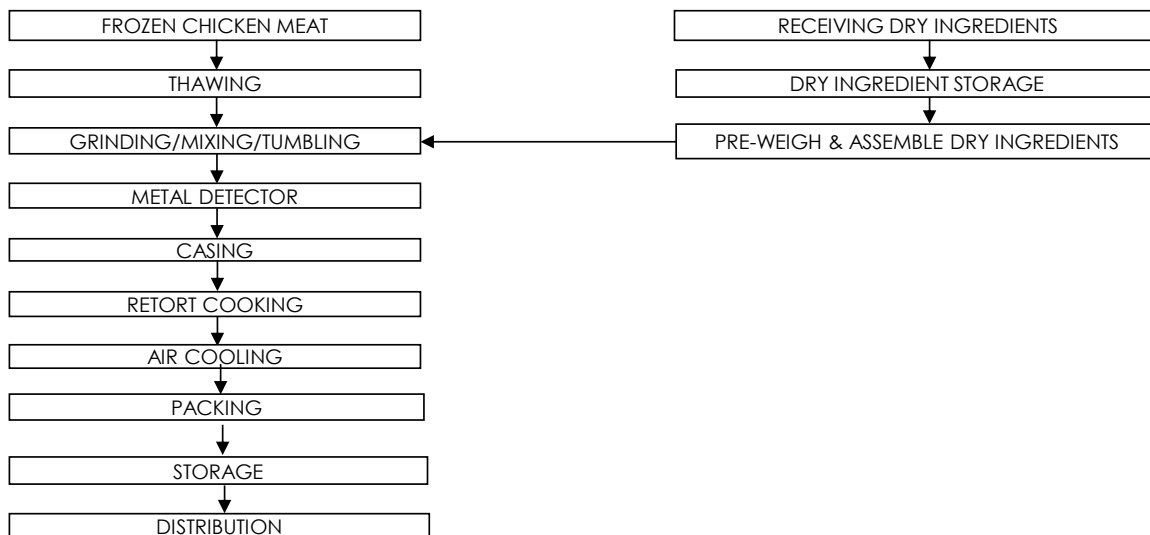 FROZEN CHICKEN MEAT
THAWING
GRINDING/MIXING/TUMBLING
METAL DETECTOR
CASING
RETORT COOKING
AIR COOLING
PACKING
STORAGE
DISTRIBUTION
RECEIVING DRY INGREDIENTS
DRY INGREDIENT STORAGE
PRE-WEIGH & ASSEMBLE DRY INGREDIENTS